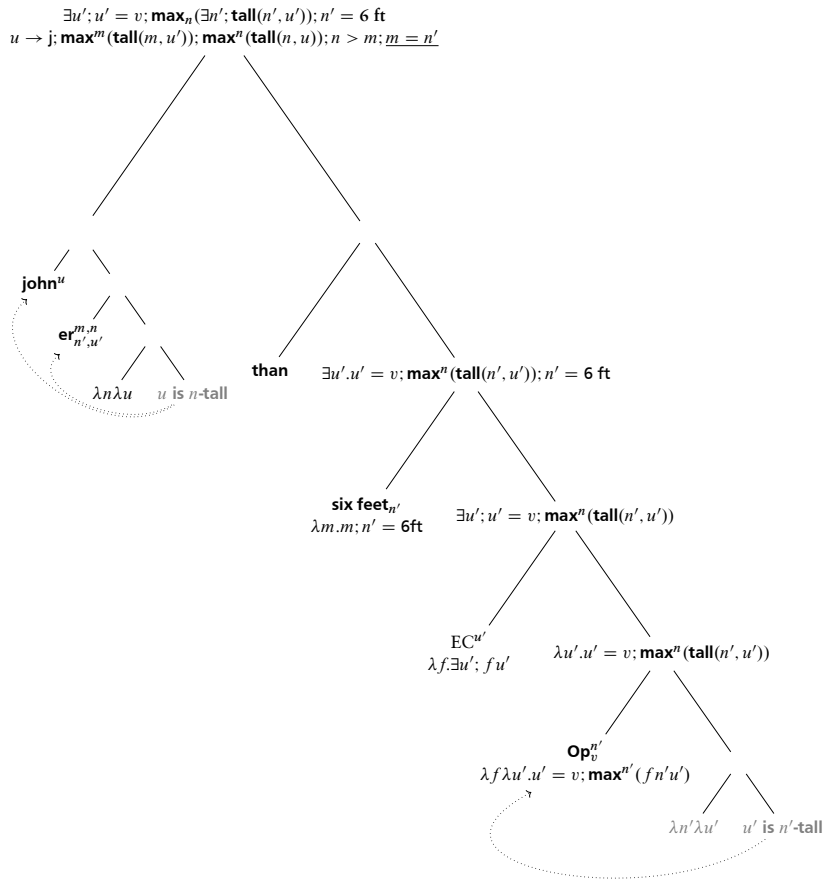 ∃u′; u′ = v; max_n(∃n′; tall(n′, u′)); n′ = 6 ft
u → j; max^m(tall(m, u′)); max^n(tall(n, u)); n > m; m = n′
john^u
er^{m,n}_{n′,u′}
λnλu u is n-tall
than ∃u′.u′ = v; max^n(tall(n′, u′)); n′ = 6 ft
six feet_{n′}
λm.m; n′ = 6ft
∃u′; u′ = v; max^n(tall(n′, u′))
EC^{u′}
λf.∃u′; fu′
λu′.u′ = v; max^n(tall(n′, u′))
Op^{n′}_v
λfλu′.u′ = v; max^{n′}(fn′u′)
λn′λu′ u′ is n′-tall